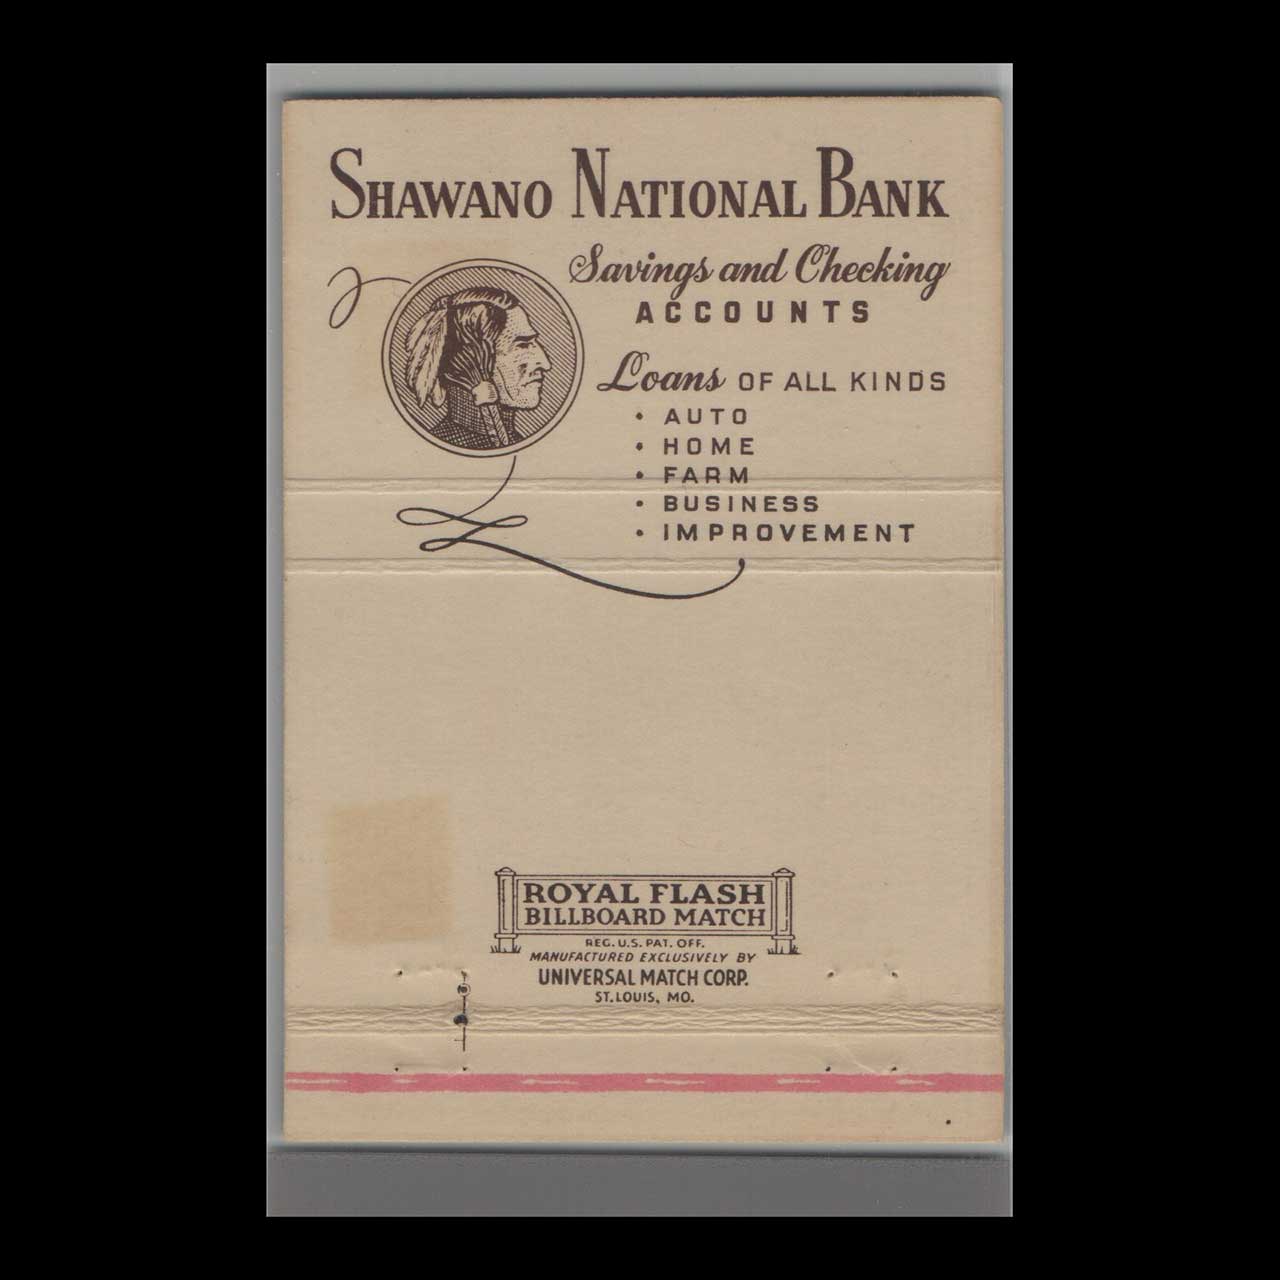 SHAWANO NATIONAL BANK
Savings and Checking
ACCOUNTS
Loans OF ALL KINDS
• AUTO
• HOME
• FARM
• BUSINESS
• IMPROVEMENT
ROYAL FLASH
BILLBOARD MATCH
REG. U.S. PAT. OFF.
MANUFACTURED EXCLUSIVELY BY
UNIVERSAL MATCH CORP.
ST. LOUIS, MO.